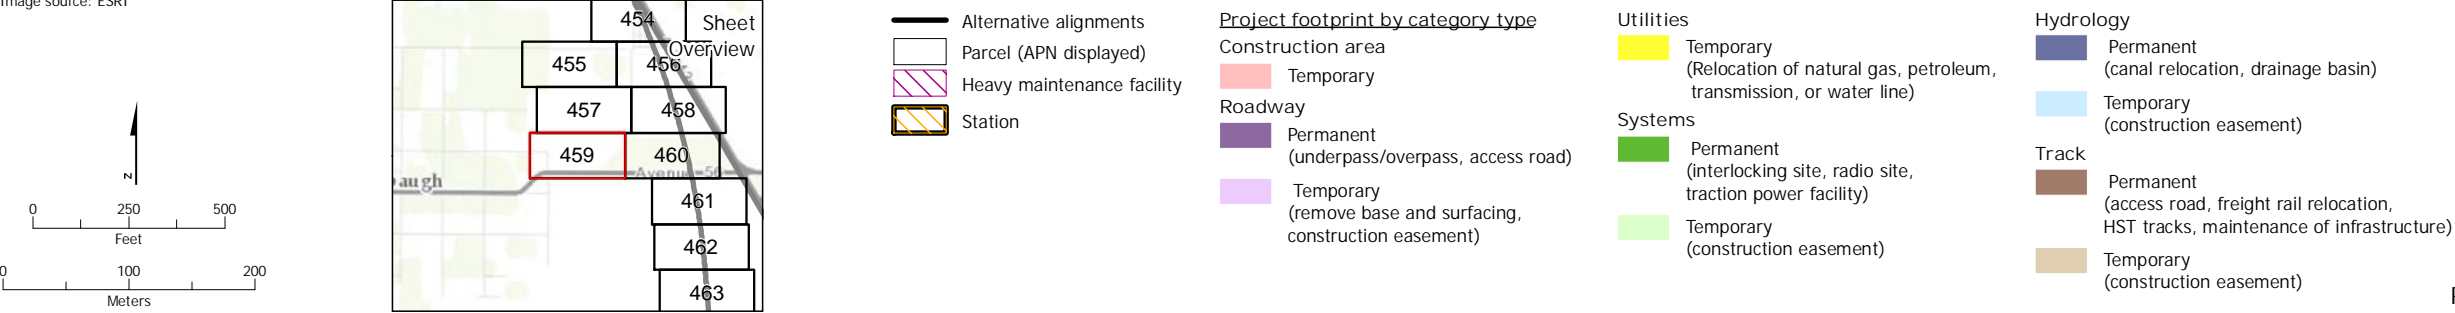 Image source: ESRI
N
0 250 500
Feet
0 100 200
Meters
Sheet
Overview
454
455
456
457
458
459
460
augh
Avenue 56
461
462
463
Alternative alignments
Parcel (APN displayed)
Heavy maintenance facility
Station
Project footprint by category type
Construction area
Temporary
Roadway
Permanent
(underpass/overpass, access road)
Temporary
(remove base and surfacing,
construction easement)
Utilities
Temporary
(Relocation of natural gas, petroleum,
transmission, or water line)
Systems
Permanent
(interlocking site, radio site,
traction power facility)
Temporary
(construction easement)
Hydrology
Permanent
(canal relocation, drainage basin)
Temporary
(construction easement)
Track
Permanent
(access road, freight rail relocation,
HST tracks, maintenance of infrastructure)
Temporary
(construction easement)